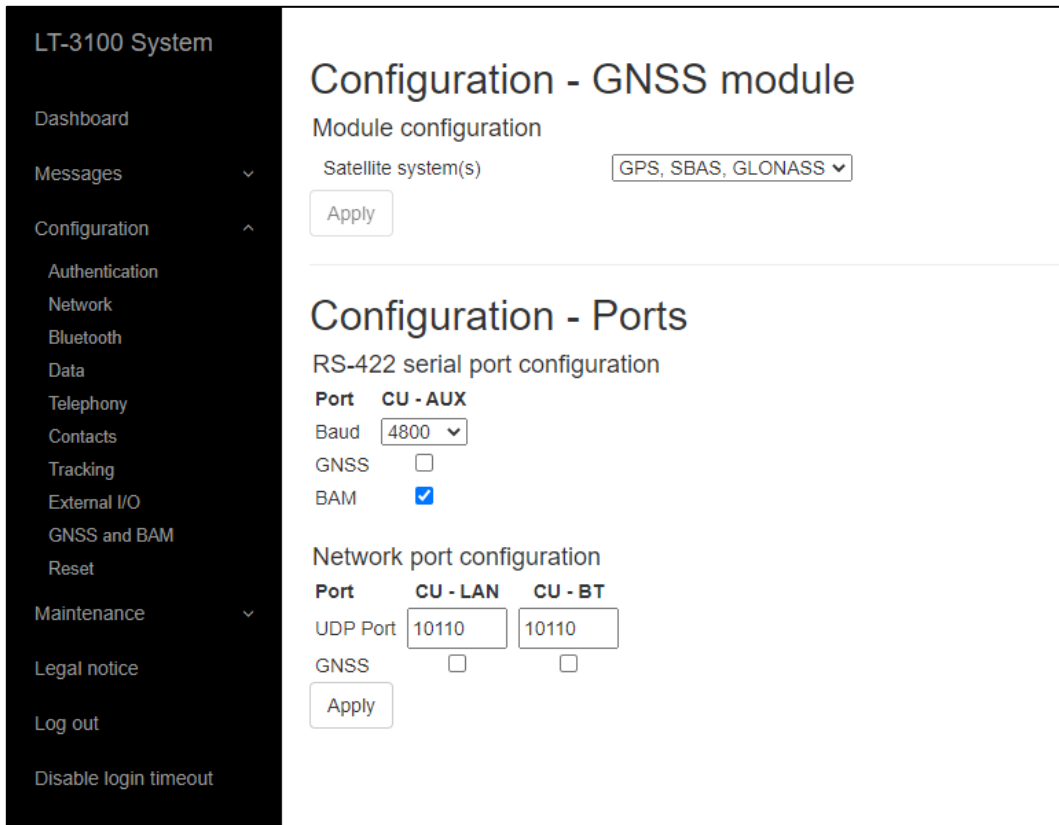 LT-3100 System
Dashboard
Messages
Configuration
Authentication
Network
Bluetooth
Data
Telephony
Contacts
Tracking
External I/O
GNSS and BAM
Reset
Maintenance
Legal notice
Log out
Disable login timeout
Configuration - GNSS module
Module configuration
Satellite system(s) GPS, SBAS, GLONASS
Apply
Configuration - Ports
RS-422 serial port configuration
Port CU - AUX
Baud 4800
GNSS
BAM
Network port configuration
Port CU - LAN CU - BT
UDP Port 10110 10110
GNSS
Apply